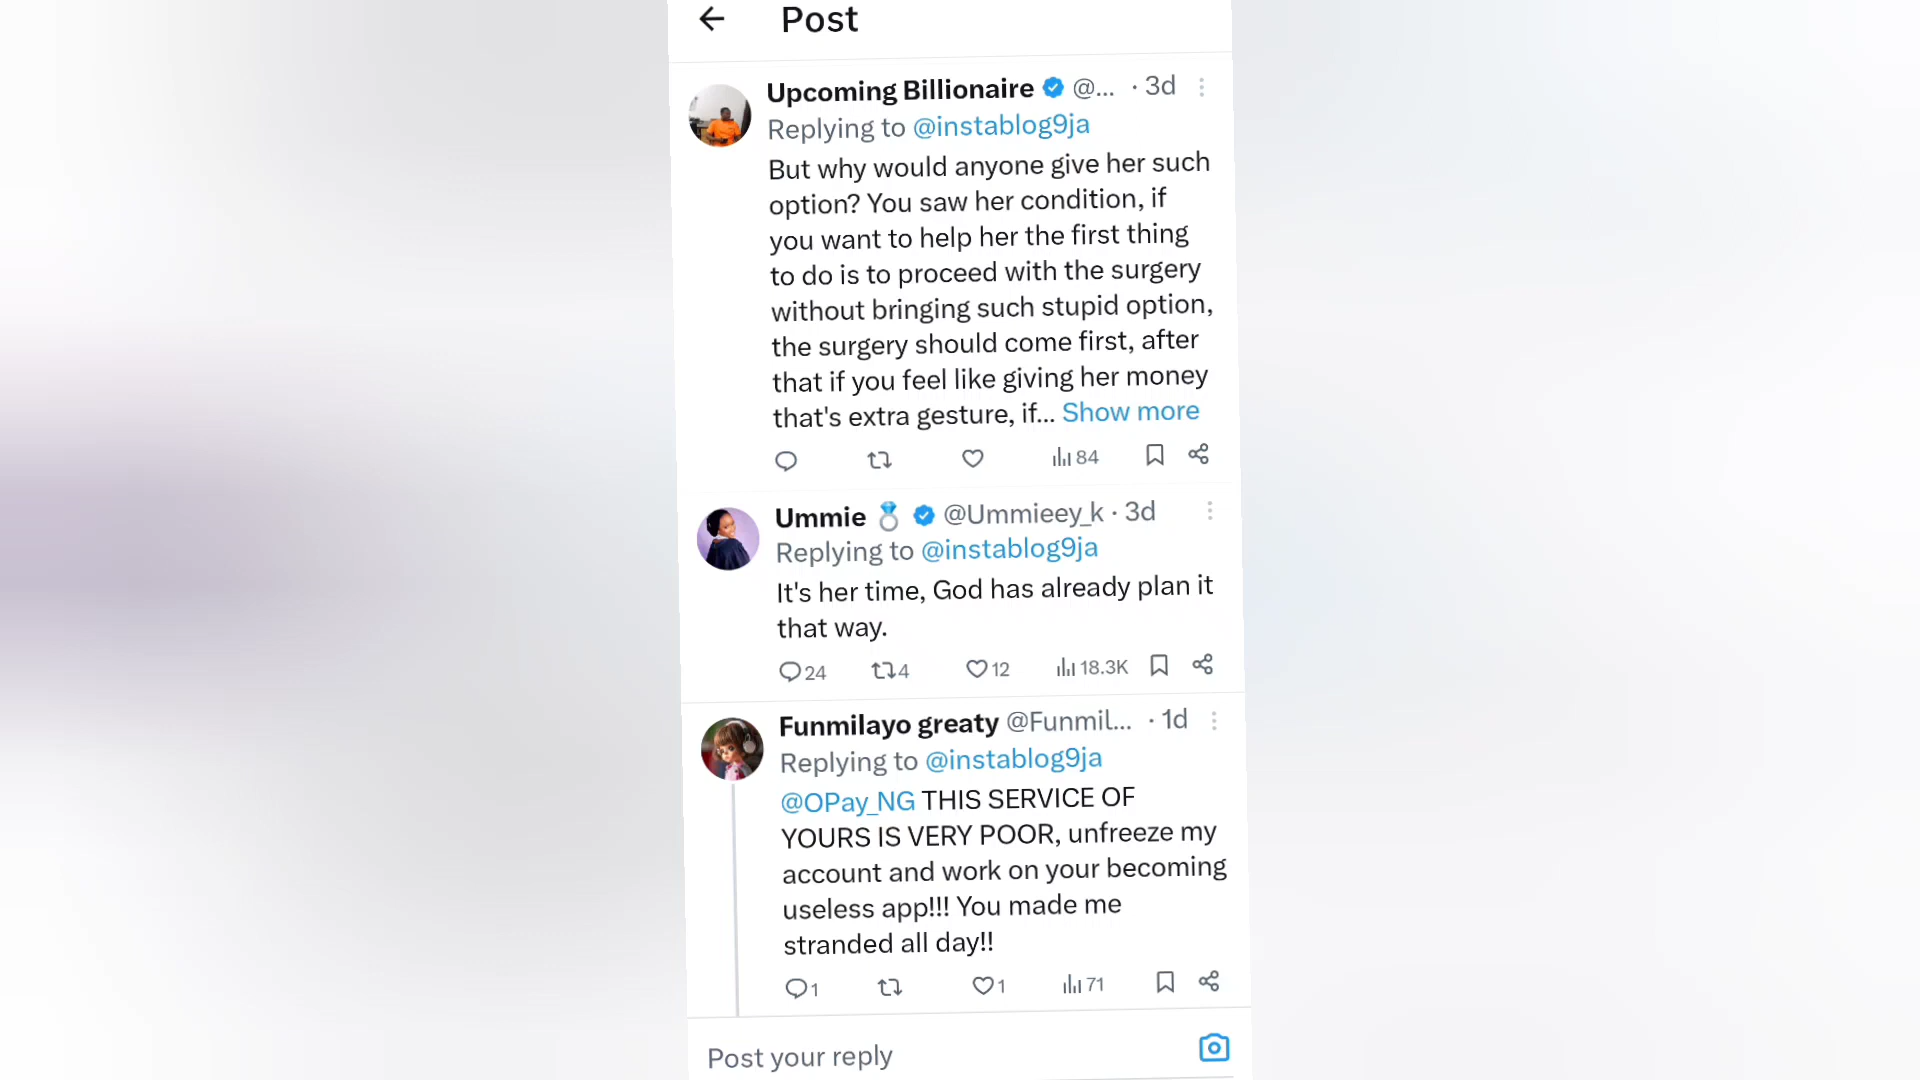 Post
Upcoming Billionaire @... · 3d
Replying to @instablog9ja
But why would anyone give her such
option? You saw her condition, if
you want to help her the first thing
to do is to proceed with the surgery
without bringing such stupid option,
the surgery should come first, after
that if you feel like giving her money
that's extra gesture, if... Show more
84
Ummie 💍 @Ummieey_k · 3d
Replying to @instablog9ja
It's her time, God has already plan it
that way.
24 4 12 18.3K
Funmilayo greaty @Funmil... · 1d
Replying to @instablog9ja
@OPay_NG THIS SERVICE OF
YOURS IS VERY POOR, unfreeze my
account and work on your becoming
useless app!!! You made me
stranded all day!!
1 1 71
Post your reply